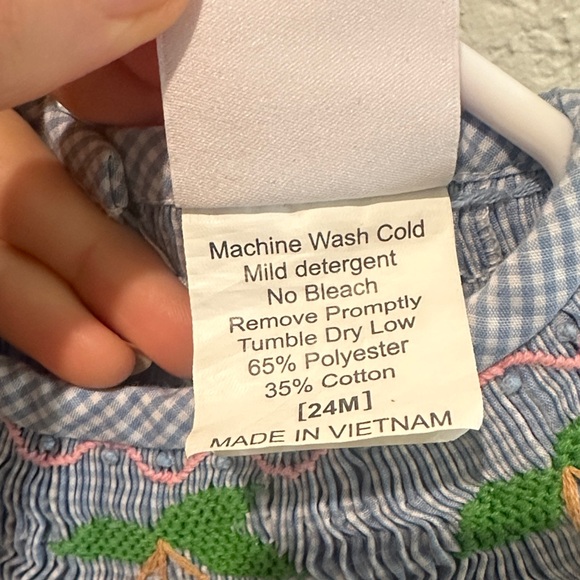 Machine Wash Cold
Mild detergent
No Bleach
Remove Promptly
Tumble Dry Low
65% Polyester
35% Cotton
[24M]
MADE IN VIETNAM